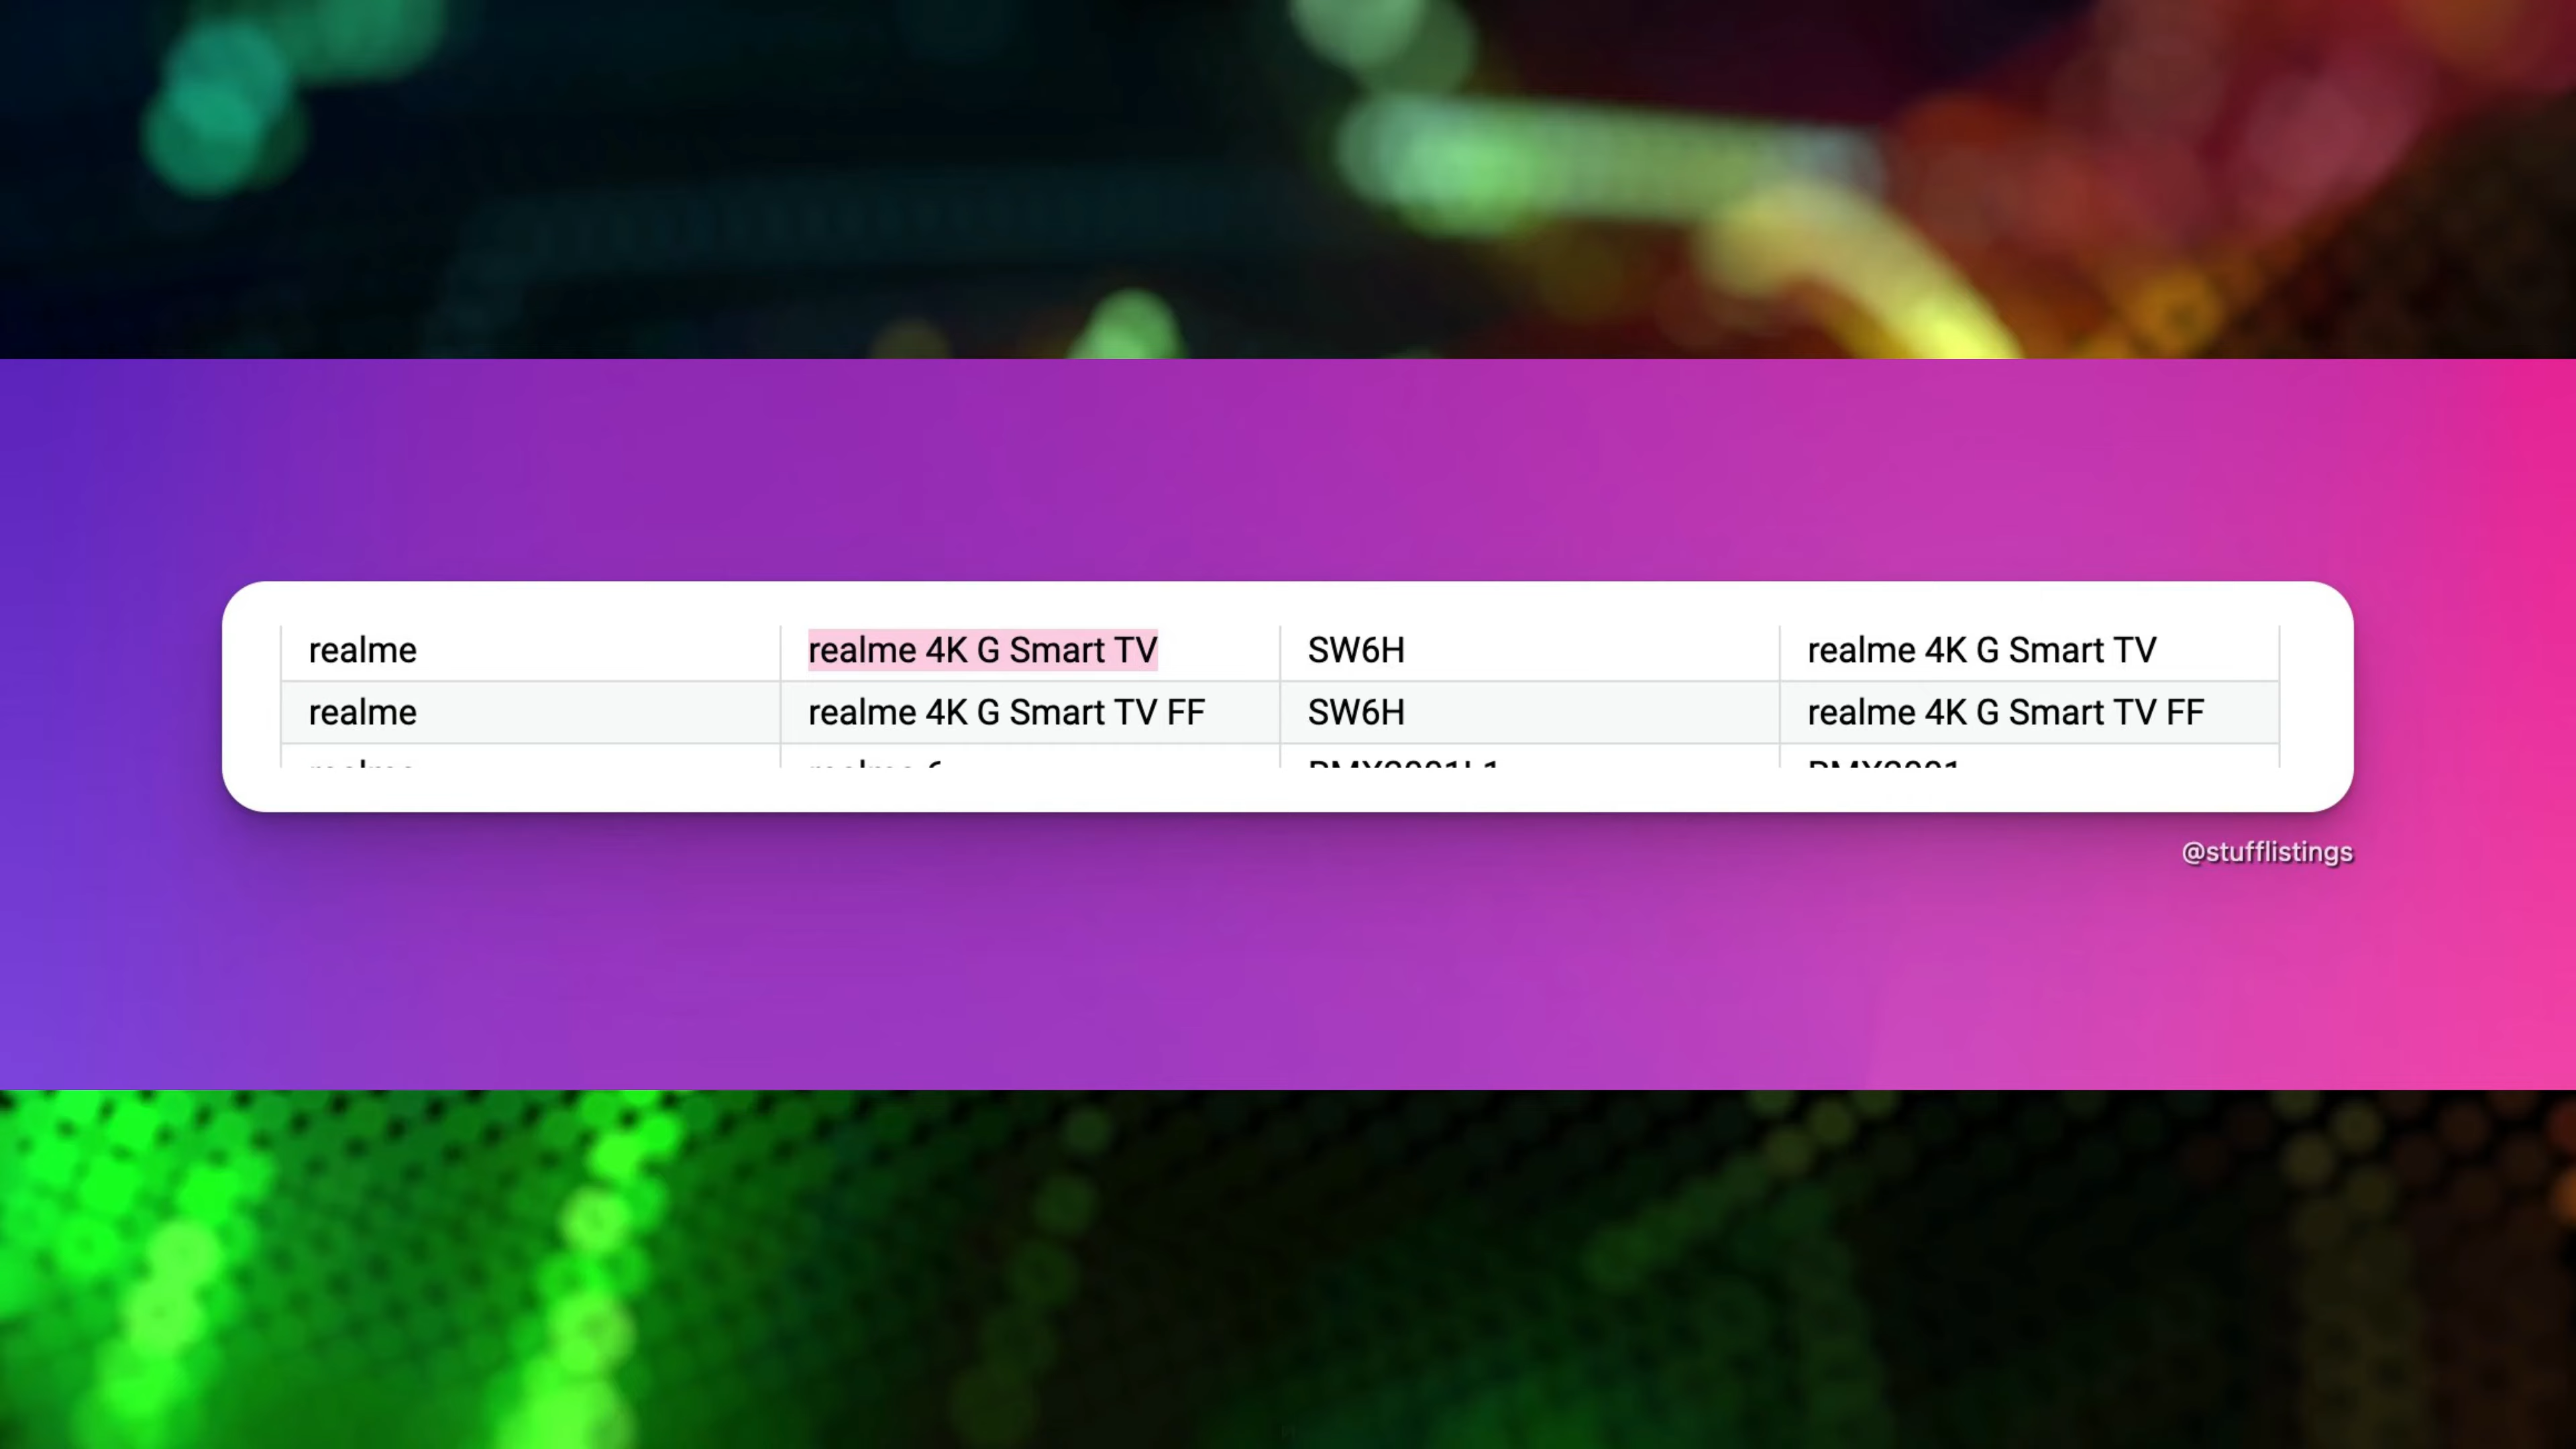 realme realme 4K G Smart TV SW6H realme 4K G Smart TV
realme realme 4K G Smart TV FF SW6H realme 4K G Smart TV FF
@stufflistings